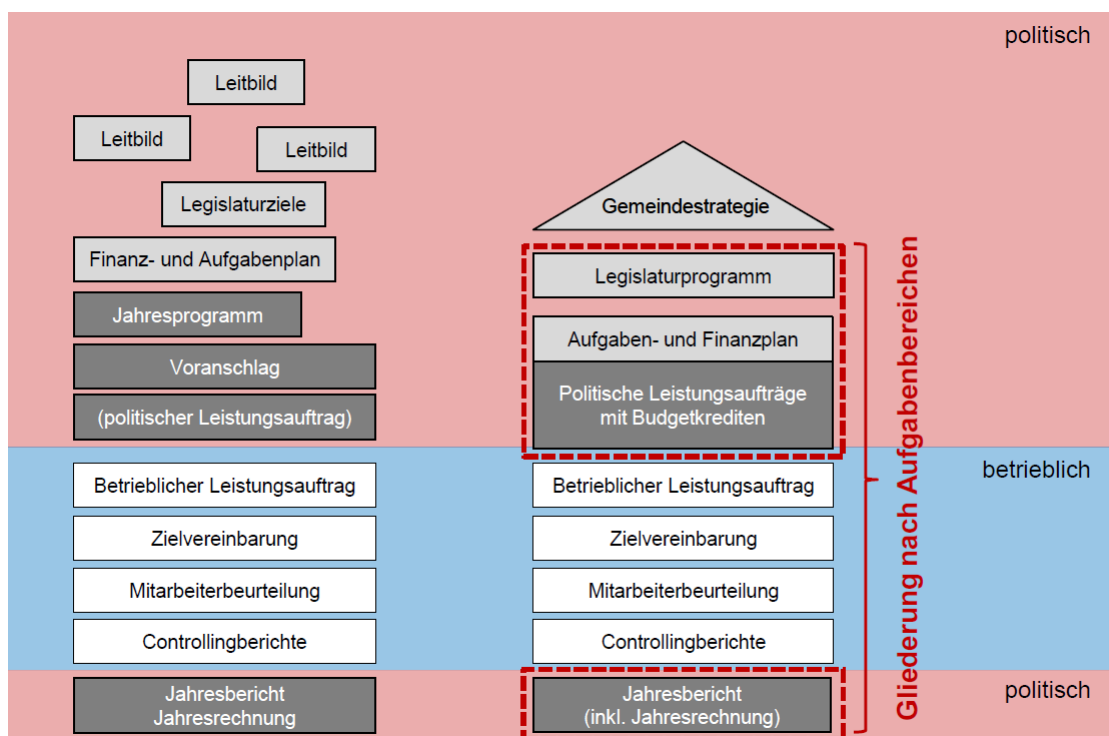 politisch
Leitbild
Leitbild
Leitbild
Legislaturziele
Finanz- und Aufgabenplan
Jahresprogramm
Voranschlag
(politischer Leistungsauftrag)
Gemeindestrategie
Legislaturprogramm
Aufgaben- und Finanzplan
Politische Leistungsaufträge
mit Budgetkrediten
Gliederung nach Aufgabenbereichen
betrieblich
Betrieblicher Leistungsauftrag
Zielvereinbarung
Mitarbeiterbeurteilung
Controllingberichte
Betrieblicher Leistungsauftrag
Zielvereinbarung
Mitarbeiterbeurteilung
Controllingberichte
politisch
Jahresbericht
Jahresrechnung
Jahresbericht
(inkl. Jahresrechnung)